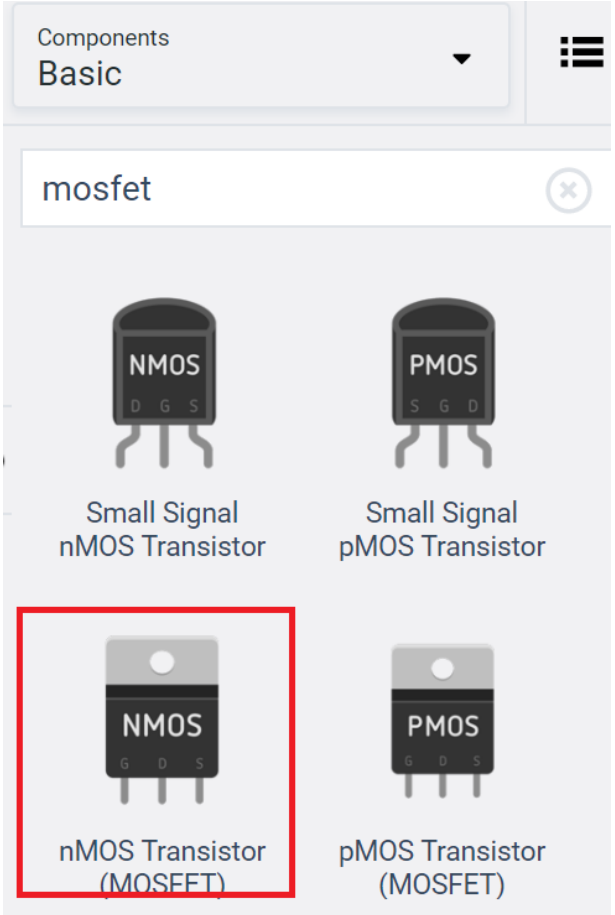 Components
Basic
mosfet
NMOS
D G S
PMOS
S G D
Small Signal
nMOS Transistor
Small Signal
pMOS Transistor
NMOS
G D S
PMOS
G D S
nMOS Transistor
(MOSFET)
pMOS Transistor
(MOSFET)